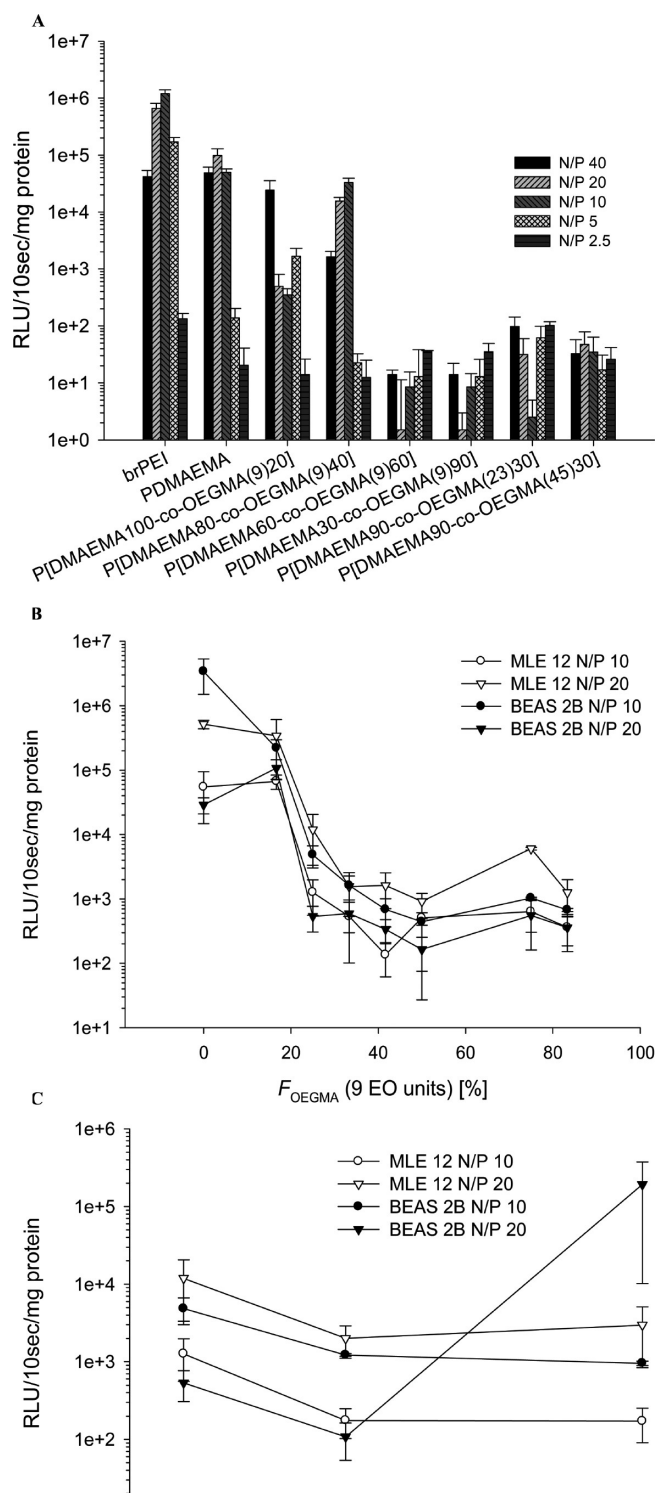 A
1e+7
1e+6
1e+5
1e+4
1e+3
1e+2
1e+1
1e+0
RLU/10sec/mg protein
N/P 40
N/P 20
N/P 10
N/P 5
N/P 2.5
brPEI
PDMAEMA
P[DMAEMA100-co-OEGMA(9)20]
P[DMAEMA80-co-OEGMA(9)40]
P[DMAEMA60-co-OEGMA(9)60]
P[DMAEMA30-co-OEGMA(9)90]
P[DMAEMA90-co-OEGMA(23)30]
P[DMAEMA90-co-OEGMA(45)30]
B
1e+7
1e+6
1e+5
1e+4
1e+3
1e+2
1e+1
RLU/10sec/mg protein
MLE 12 N/P 10
MLE 12 N/P 20
BEAS 2B N/P 10
BEAS 2B N/P 20
0 20 40 60 80 100
FOEGMA (9 EO units) [%]
C
1e+6
1e+5
1e+4
1e+3
1e+2
RLU/10sec/mg protein
MLE 12 N/P 10
MLE 12 N/P 20
BEAS 2B N/P 10
BEAS 2B N/P 20